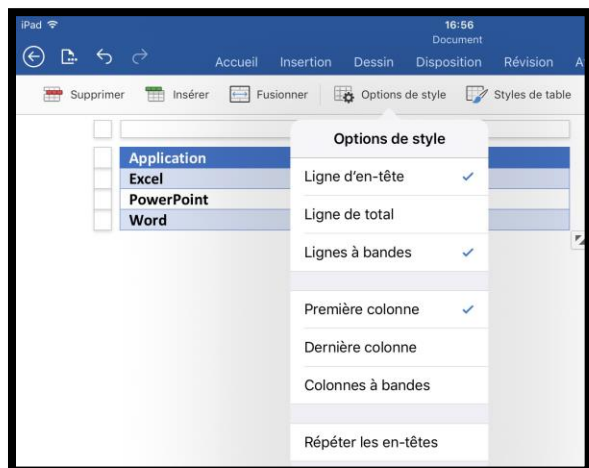 iPad 16:56
Document
Accueil Insertion Dessin Disposition Révision A
Supprimer Insérer Fusionner Options de style Styles de table
Options de style
Application
Excel
PowerPoint
Word
Ligne d'en-tête
Ligne de total
Lignes à bandes
Première colonne
Dernière colonne
Colonnes à bandes
Répéter les en-têtes